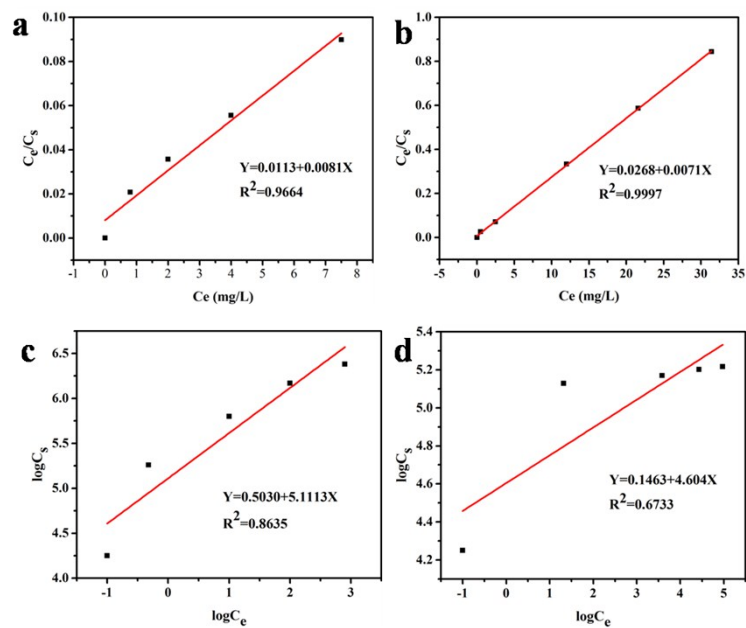 a
0.10
0.08
0.06
0.04
0.02
0.00
Ce/Cs
Y=0.0113+0.0081X
R²=0.9664
-1 0 1 2 3 4 5 6 7 8
Ce (mg/L)
b
1.0
0.8
0.6
0.4
0.2
0.0
Ce/Cs
Y=0.0268+0.0071X
R²=0.9997
-5 0 5 10 15 20 25 30 35
Ce (mg/L)
c
6.5
6.0
5.5
5.0
4.5
4.0
logCs
Y=0.5030+5.1113X
R²=0.8635
-1 0 1 2 3
logCe
d
5.4
5.2
5.0
4.8
4.6
4.4
4.2
logCs
Y=0.1463+4.604X
R²=0.6733
-1 0 1 2 3 4 5
logCe